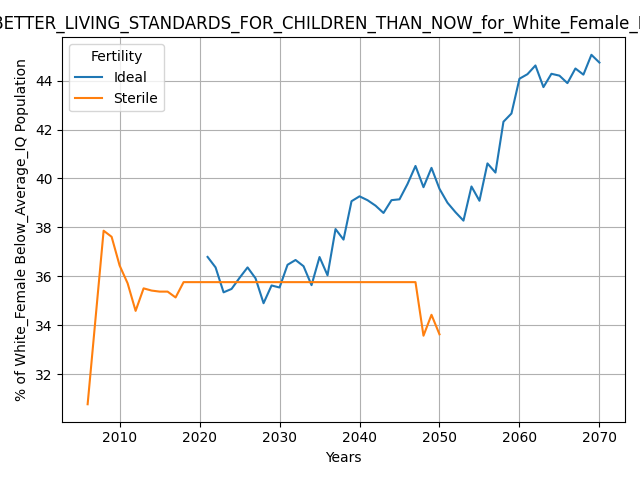 BETTER_LIVING_STANDARDS_FOR_CHILDREN_THAN_NOW_for_White_Female_
% of White_Female Below_Average_IQ Population
Fertility
Ideal
Sterile
44
42
40
38
36
34
32
2010 2020 2030 2040 2050 2060 2070
Years